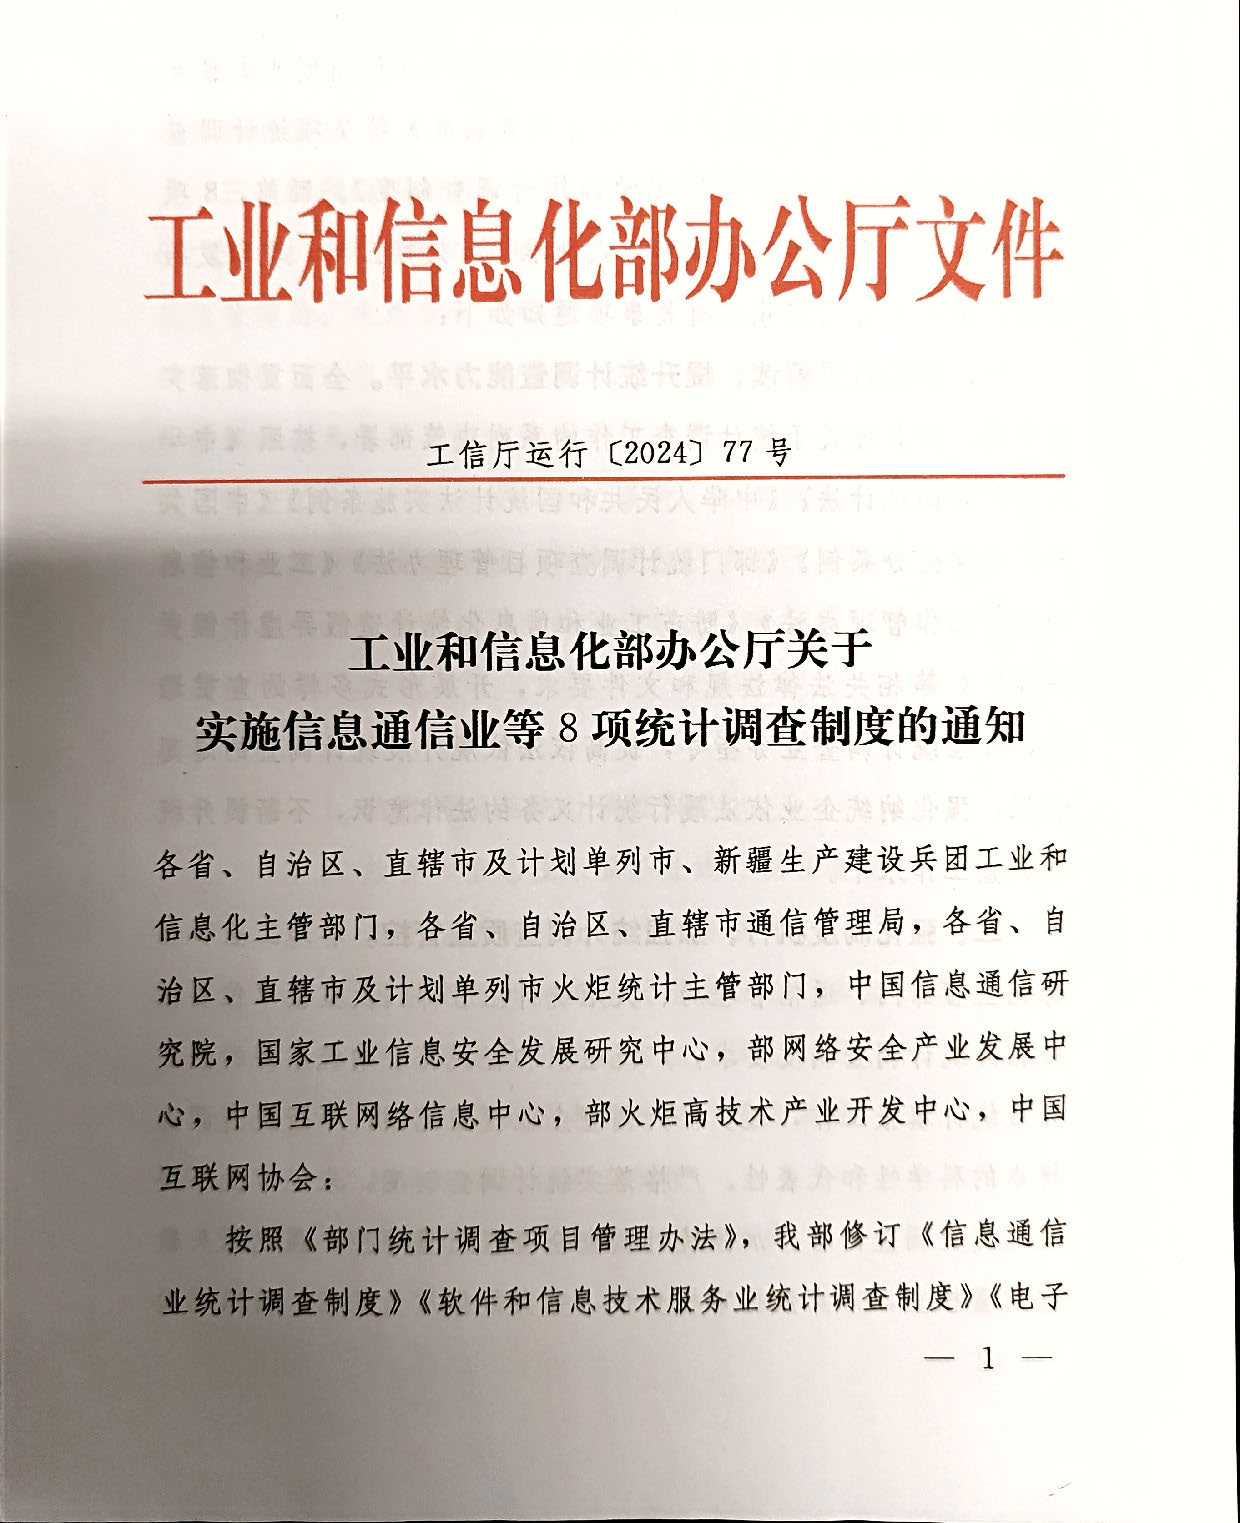 工业和信息化部办公厅文件
工信厅运行〔2024〕77 号
工业和信息化部办公厅关于
实施信息通信业等 8 项统计调查制度的通知
各省、自治区、直辖市及计划单列市、新疆生产建设兵团工业和
信息化主管部门，各省、自治区、直辖市通信管理局，各省、自
治区、直辖市及计划单列市火炬统计主管部门，中国信息通信研
究院，国家工业信息安全发展研究中心，部网络安全产业发展中
心，中国互联网络信息中心，部火炬高技术产业开发中心，中国
互联网协会：
按照《部门统计调查项目管理办法》，我部修订《信息通信
业统计调查制度》《软件和信息技术服务业统计调查制度》《电子
— 1 —